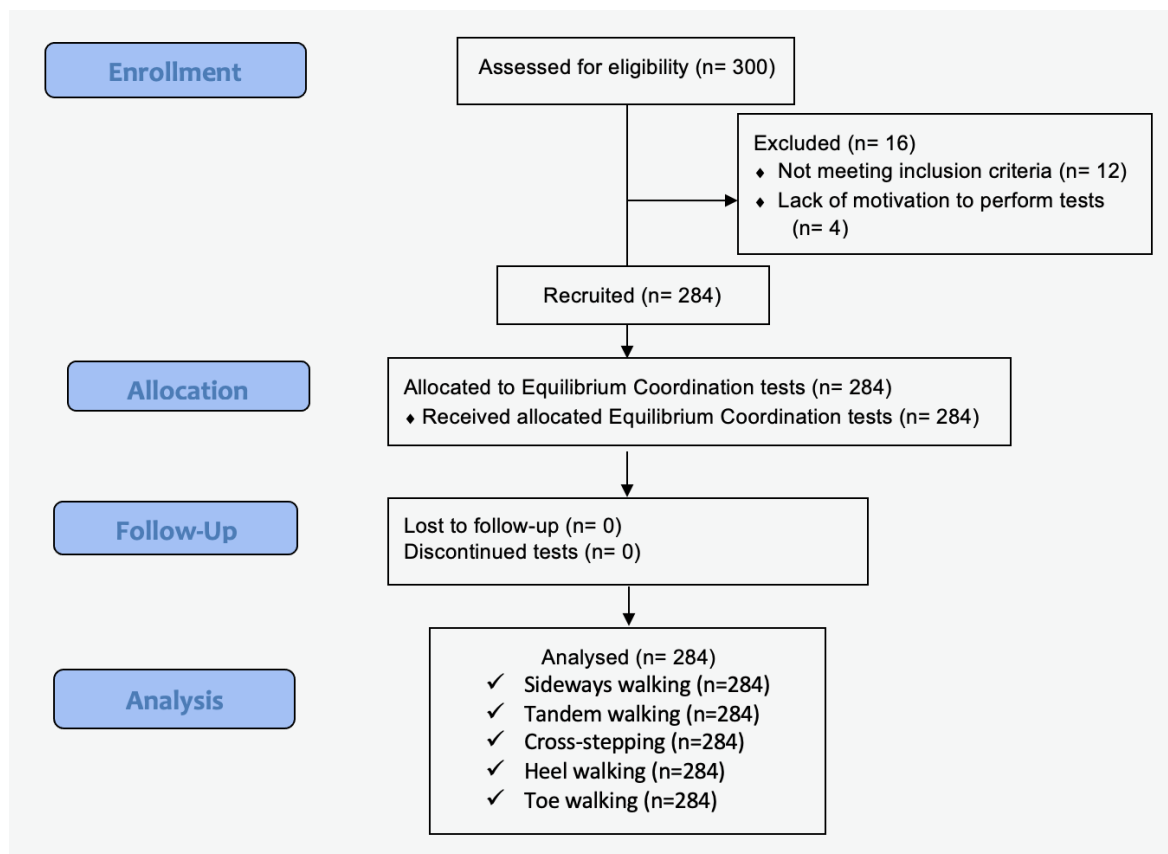 Enrollment
Assessed for eligibility (n= 300)
Excluded (n= 16)
♦ Not meeting inclusion criteria (n= 12)
♦ Lack of motivation to perform tests
(n= 4)
Recruited (n= 284)
Allocation
Allocated to Equilibrium Coordination tests (n= 284)
♦ Received allocated Equilibrium Coordination tests (n= 284)
Follow-Up
Lost to follow-up (n= 0)
Discontinued tests (n= 0)
Analysis
Analysed (n= 284)
✓ Sideways walking (n=284)
✓ Tandem walking (n=284)
✓ Cross-stepping (n=284)
✓ Heel walking (n=284)
✓ Toe walking (n=284)